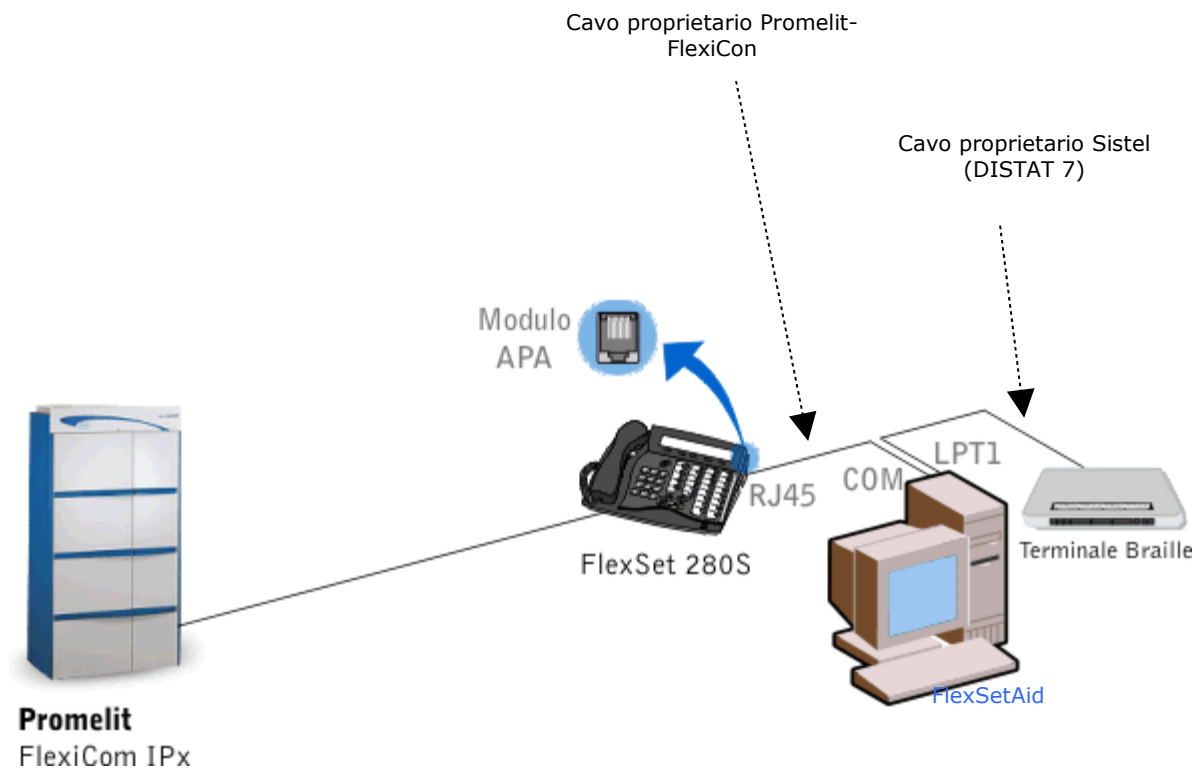 Cavo proprietario Promelit-
FlexiCon
Cavo proprietario Sistel
(DISTAT 7)
Modulo
APA
LPT1
COM
RJ45
FlexSet 280S
Terminale Braille
FlexSetAid
Promelit
FlexiCom IPx